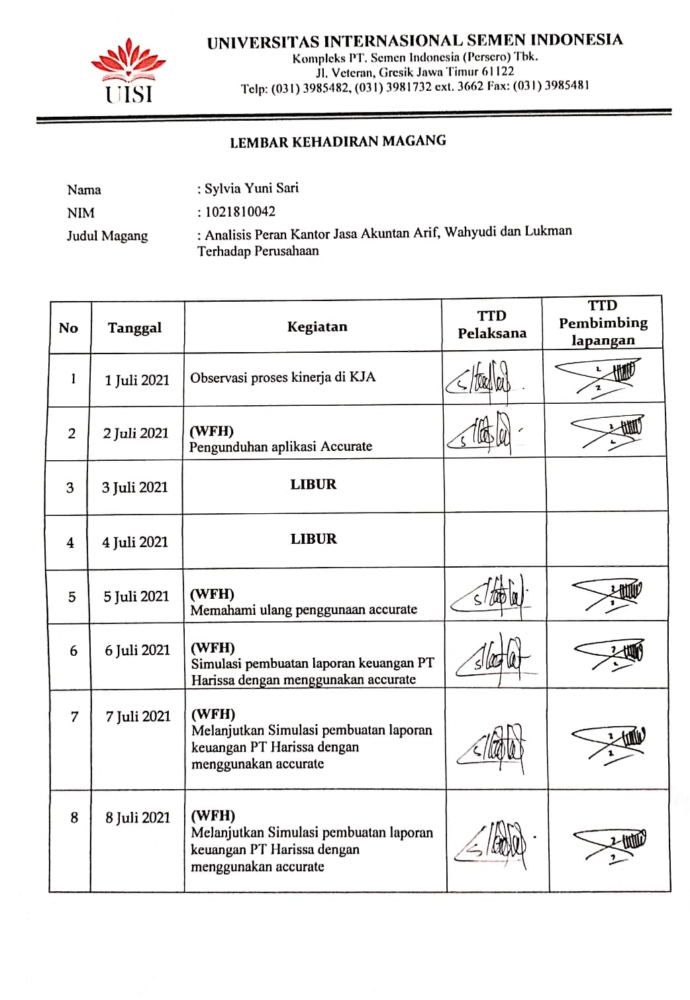 UISI
UNIVERSITAS INTERNASIONAL SEMEN INDONESIA
Kompleks PT. Semen Indonesia (Persero) Tbk.
Jl. Veteran, Gresik Jawa Timur 61122
Telp: (031) 3985482, (031) 3981732 ext. 3662 Fax: (031) 3985481
LEMBAR KEHADIRAN MAGANG
Nama : Sylvia Yuni Sari
NIM : 1021810042
Judul Magang : Analisis Peran Kantor Jasa Akuntan Arif, Wahyudi dan Lukman
Terhadap Perusahaan
No Tanggal Kegiatan TTD Pelaksana TTD Pembimbing lapangan
1 1 Juli 2021 Observasi proses kinerja di KJA
2 2 Juli 2021 (WFH)
Pengunduhan aplikasi Accurate
3 3 Juli 2021 LIBUR
4 4 Juli 2021 LIBUR
5 5 Juli 2021 (WFH)
Memahami ulang penggunaan accurate
6 6 Juli 2021 (WFH)
Simulasi pembuatan laporan keuangan PT
Harissa dengan menggunakan accurate
7 7 Juli 2021 (WFH)
Melanjutkan Simulasi pembuatan laporan
keuangan PT Harissa dengan
menggunakan accurate
8 8 Juli 2021 (WFH)
Melanjutkan Simulasi pembuatan laporan
keuangan PT Harissa dengan
menggunakan accurate